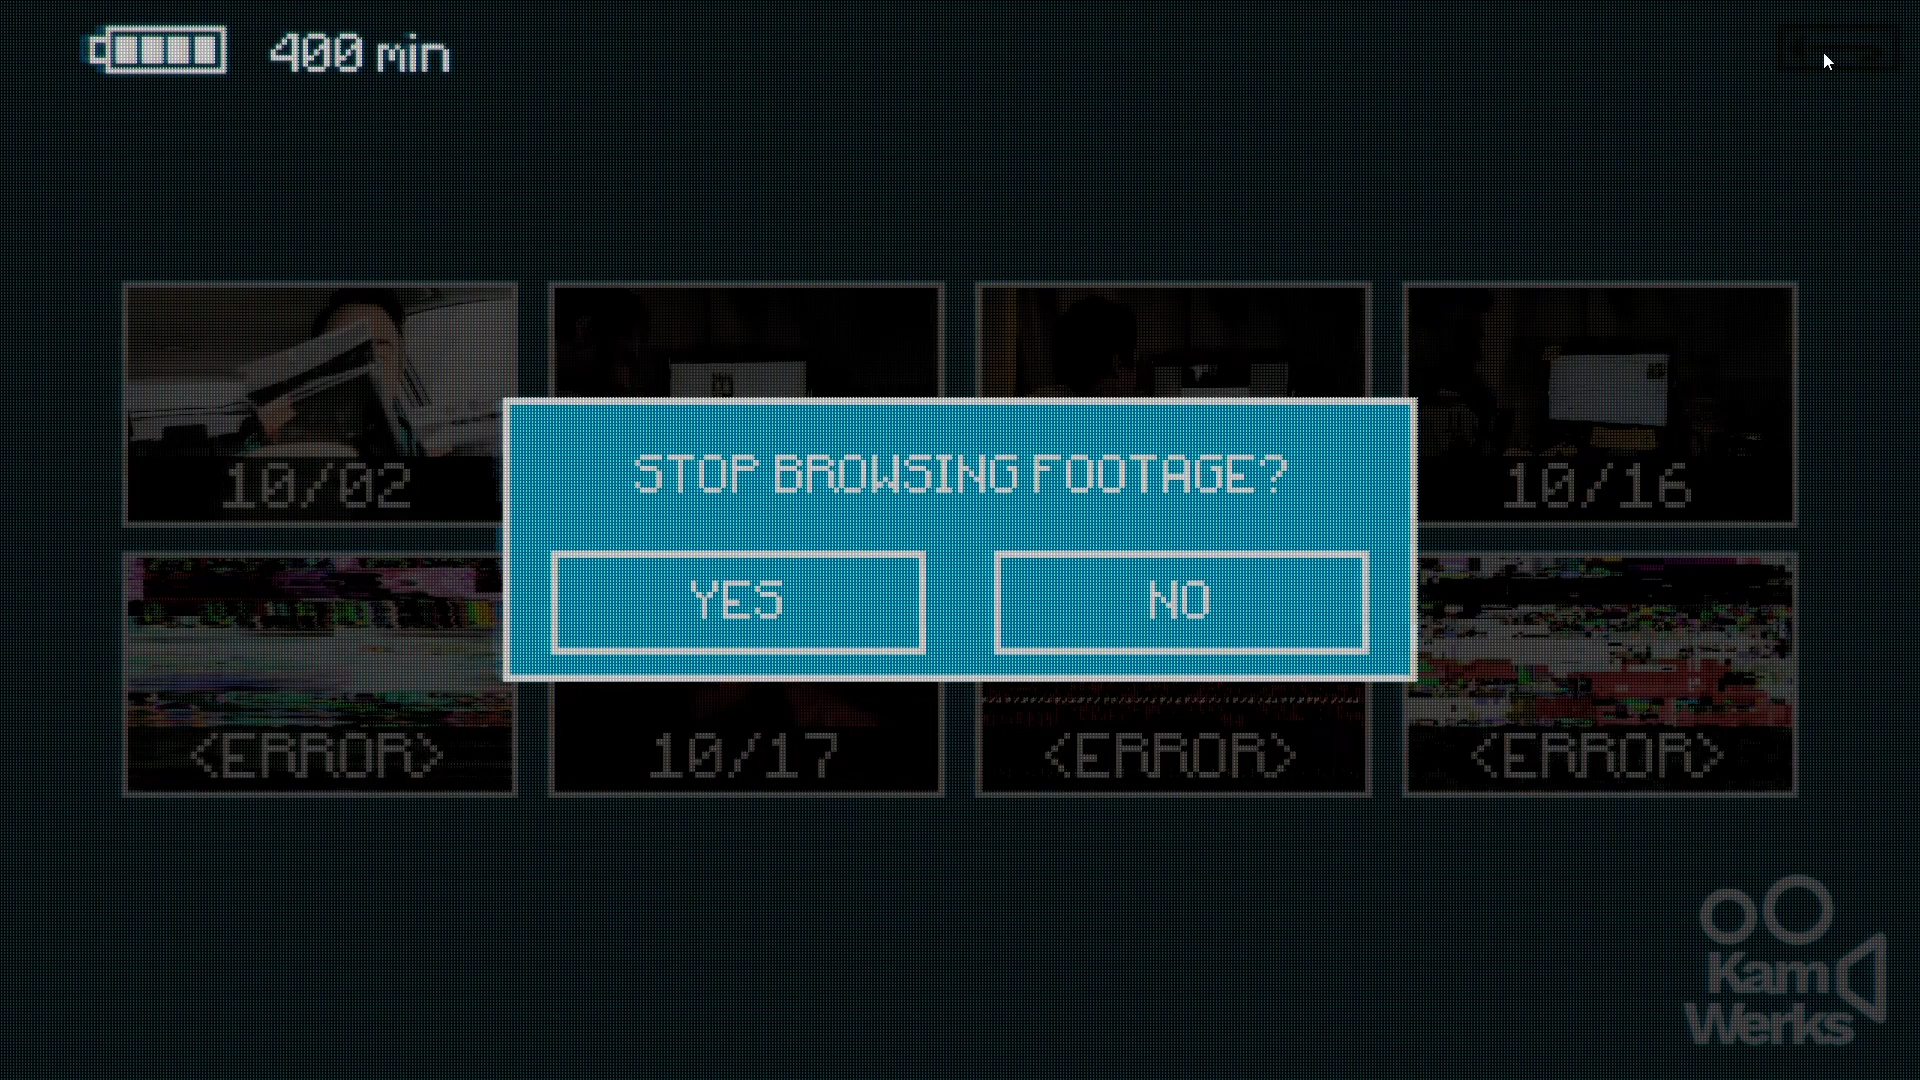 400 min
STOP BROWSING FOOTAGE?
YES
NO
10/02
10/16
<ERROR>
10/17
<ERROR>
<ERROR>
Kam
Werks